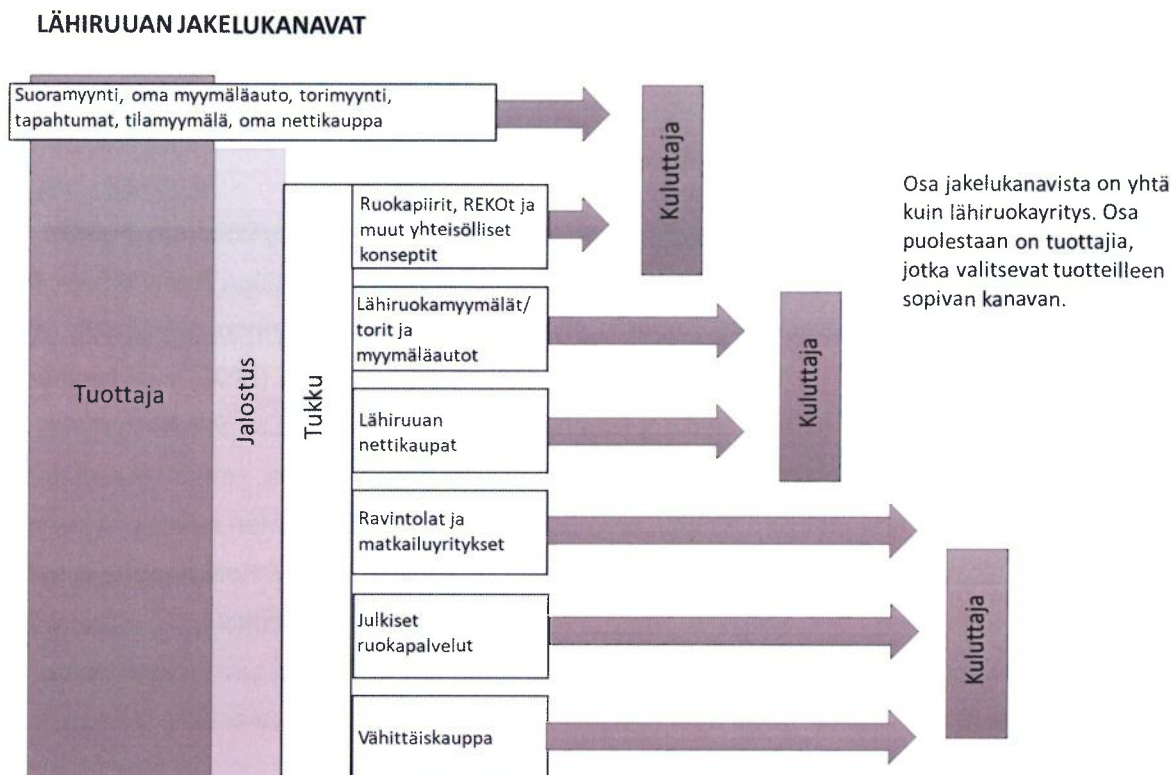 LÄHIRUUAN JAKELUKANAVAT
Suoramyynti, oma myymäläauto, torimyynti,
tapahtumat, tilamyymälä, oma nettikauppa
Kuluttaja
Ruokapiirit, REKOt ja
muut yhteisölliset
konseptit
Osa jakelukanavista on yhtä
kuin lähiruokayritys. Osa
puolestaan on tuottajia,
jotka valitsevat tuotteilleen
sopivan kanavan.
Lähiruokamyymälät/
torit ja
myymäläautot
Kuluttaja
Tuottaja
Jalostus
Tukku
Lähiruuan
nettikaupat
Ravintolat ja
matkailuyritykset
Julkiset
ruokapalvelut
Kuluttaja
Vähittäiskauppa